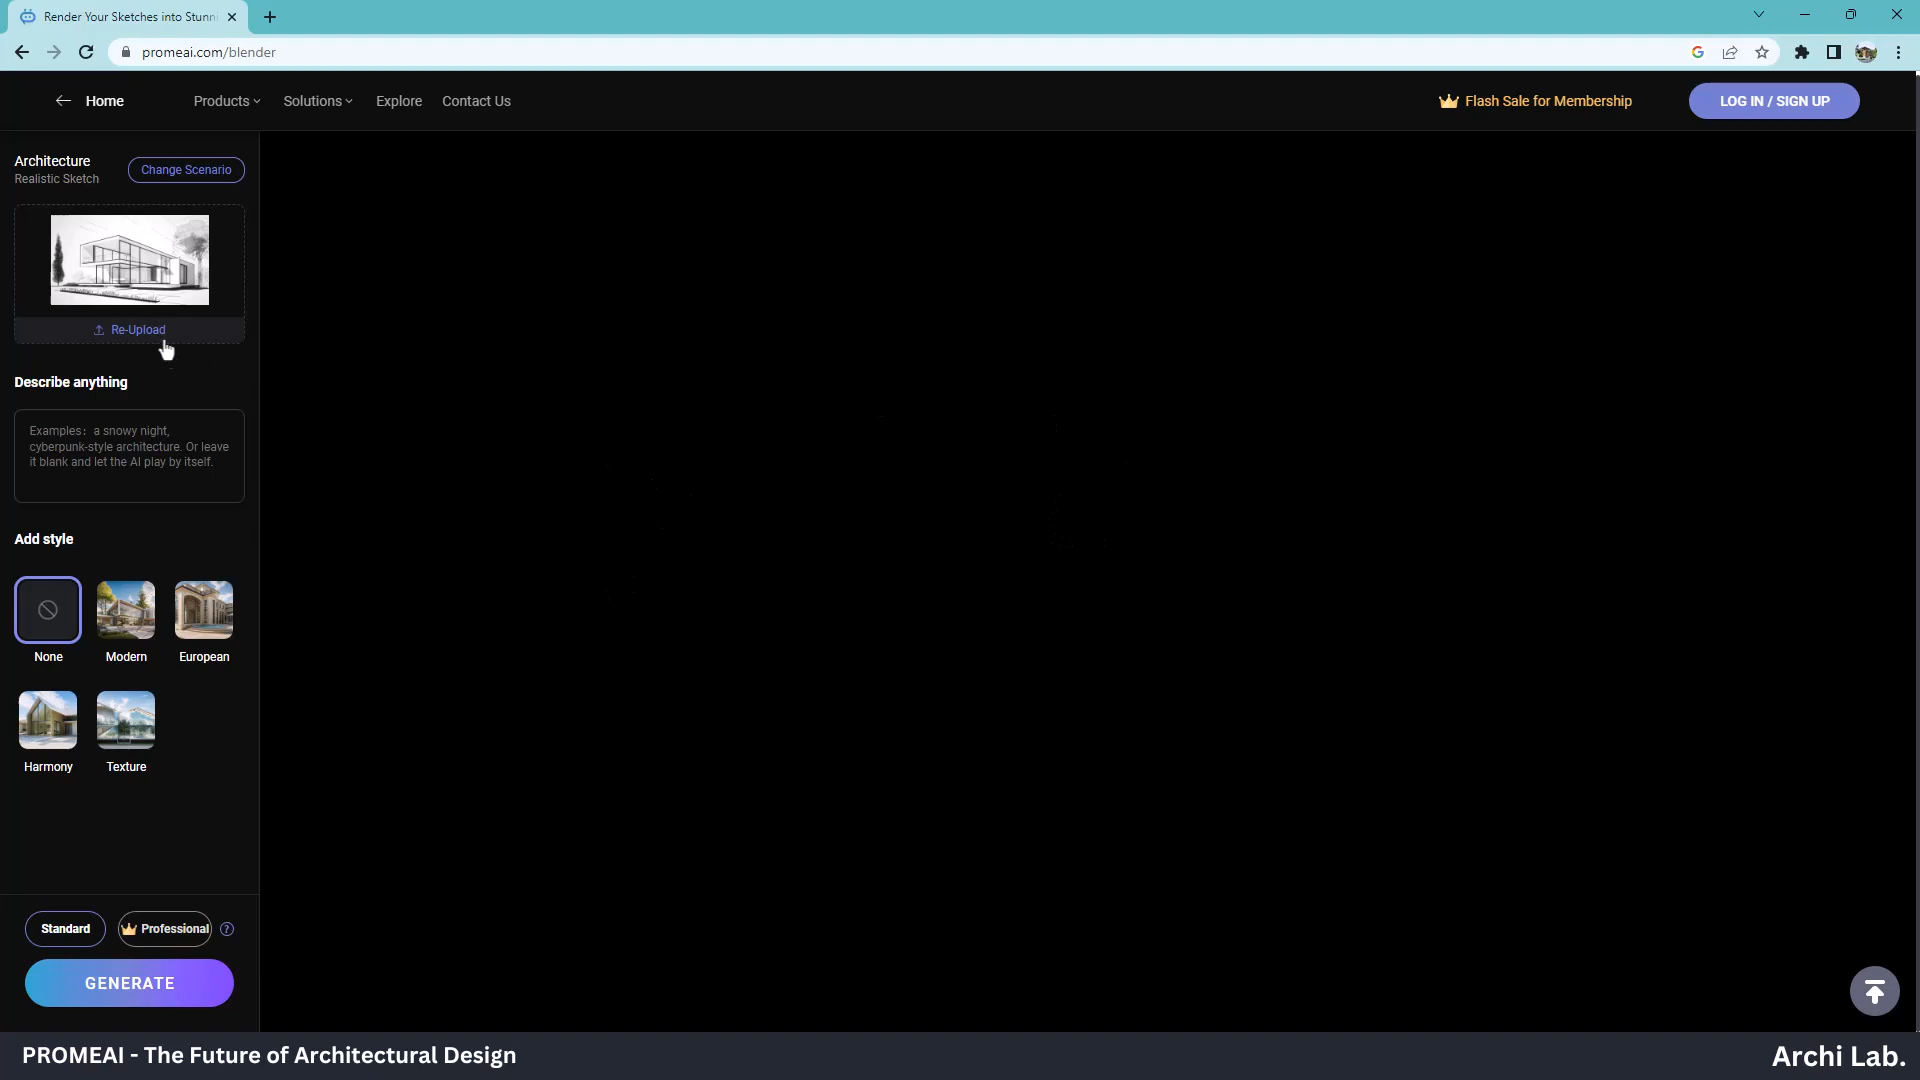 Render Your Sketches into Stunn
promeai.com/blender
Home
Products
Solutions
Explore
Contact Us
Flash Sale for Membership
LOG IN / SIGN UP
Architecture
Realistic Sketch
Change Scenario
Re-Upload
Describe anything
Examples: a snowy night,
cyberpunk-style architecture. Or leave
it blank and let the AI play by itself.
Add style
None
Modern
European
Harmony
Texture
Standard
Professional
?
GENERATE
PROMEAI - The Future of Architectural Design
Archi Lab.